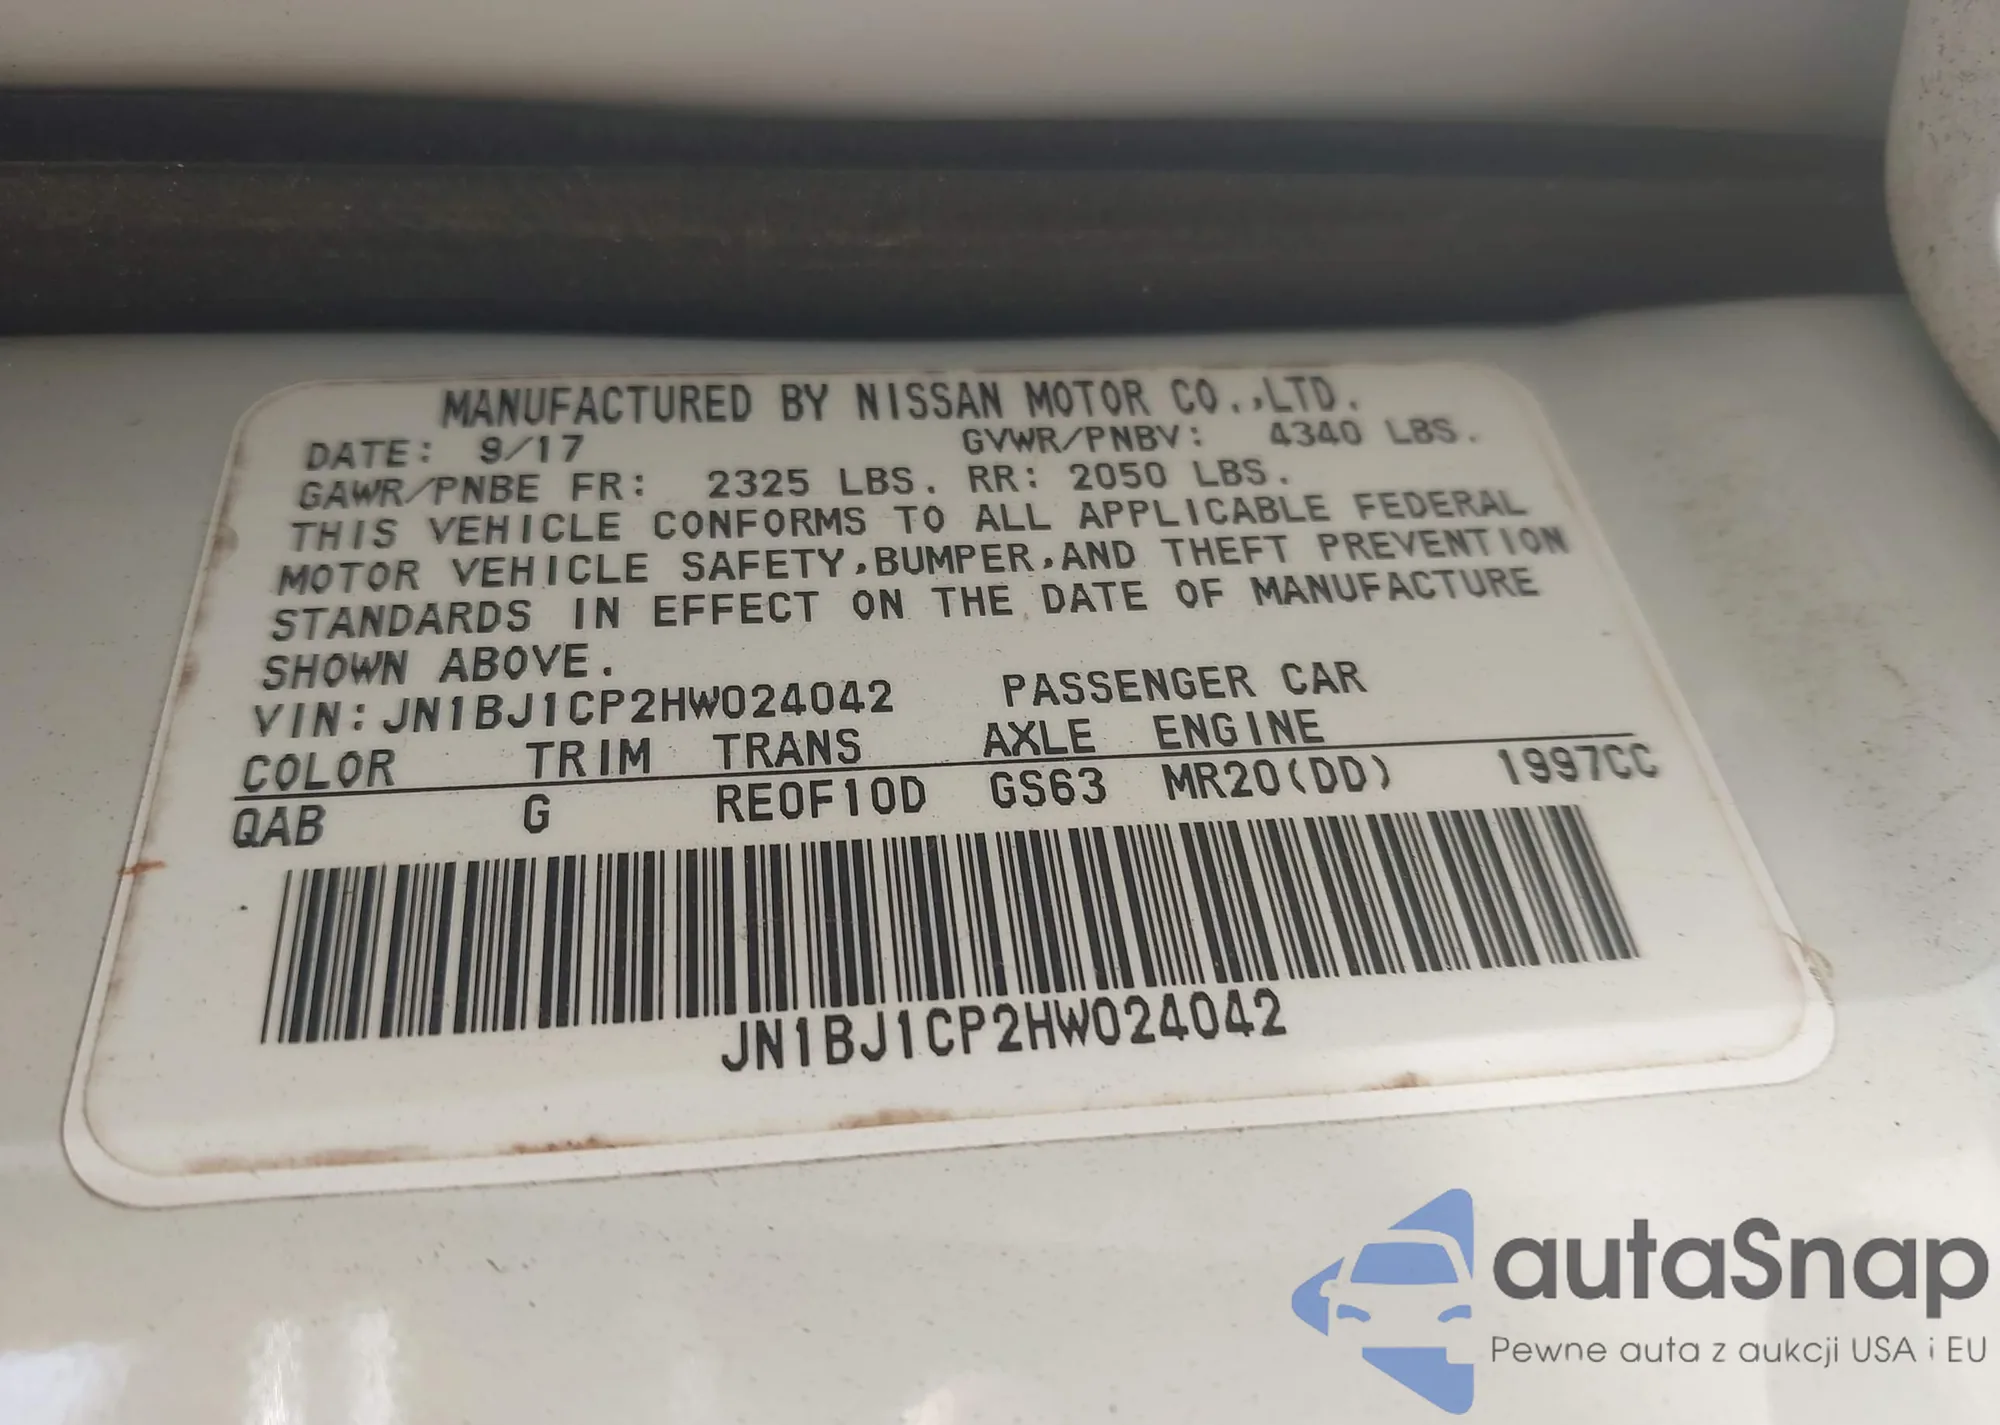 MANUFACTURED BY NISSAN MOTOR CO.,LTD.
DATE: 9/17 GVWR/PNBV: 4340 LBS.
GAWR/PNBE FR: 2325 LBS. RR: 2050 LBS.
THIS VEHICLE CONFORMS TO ALL APPLICABLE FEDERAL
MOTOR VEHICLE SAFETY,BUMPER,AND THEFT PREVENTION
STANDARDS IN EFFECT ON THE DATE OF MANUFACTURE
SHOWN ABOVE.
VIN:JN1BJ1CP2HW024042 PASSENGER CAR
COLOR TRIM TRANS AXLE ENGINE
QAB G RE0F10D GS63 MR20(DD) 1997CC
JN1BJ1CP2HW024042
autaSnap
Pewne auta z aukcji USA i EU